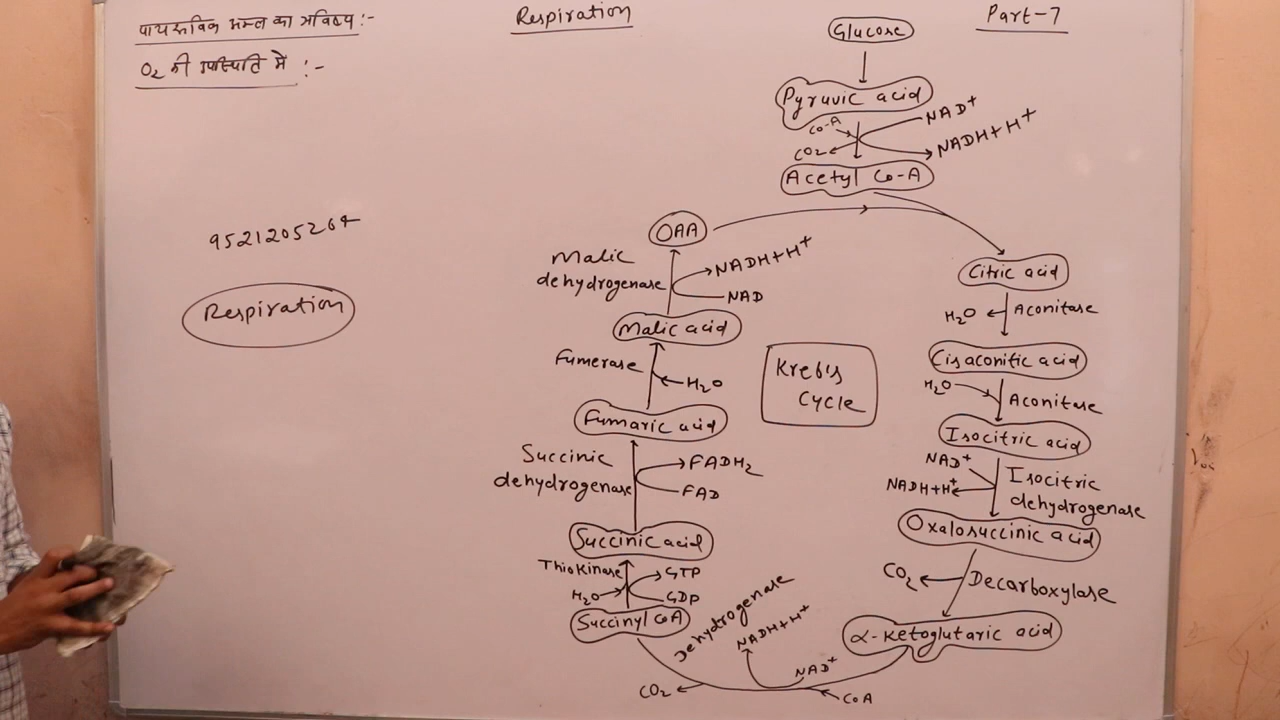 पायरूविक अम्ल का भविष्य :-
O₂ की उपस्थिति में :-
Respiration
Part-7
9521205264
Respiration
Glucose
Pyruvic acid
Co-A
NAD⁺
CO₂
NADH+H⁺
Acetyl Co-A
OAA
Malic
dehydrogenase
NADH+H⁺
NAD
Malic acid
Fumerase
H₂O
Fumaric acid
Succinic
dehydrogenase
FADH₂
FAD
Succinic acid
Thiokinase
GTP
H₂O
GDP
Succinyl CoA
Kreb's
Cycle
Citric acid
H₂O
Aconitase
Cisaconitic acid
H₂O
Aconitase
Isocitric acid
NAD⁺
NADH+H⁺
Isocitric
dehydrogenase
Oxalosuccinic acid
CO₂
Decarboxylase
α-Ketoglutaric acid
Dehydrogenase
NADH+H⁺
NAD⁺
CO₂
CoA